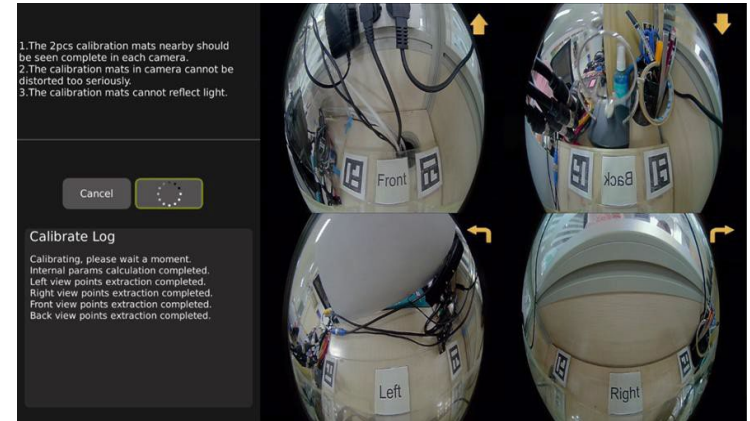 1.The 2pcs calibration mats nearby should
be seen complete in each camera.
2.The calibration mats in camera cannot be
distorted too seriously.
3.The calibration mats cannot reflect light.
Cancel
Calibrate Log
Calibrating, please wait a moment.
Internal params calculation completed.
Left view points extraction completed.
Right view points extraction completed.
Front view points extraction completed.
Back view points extraction completed.
Front
Back
Left
Right